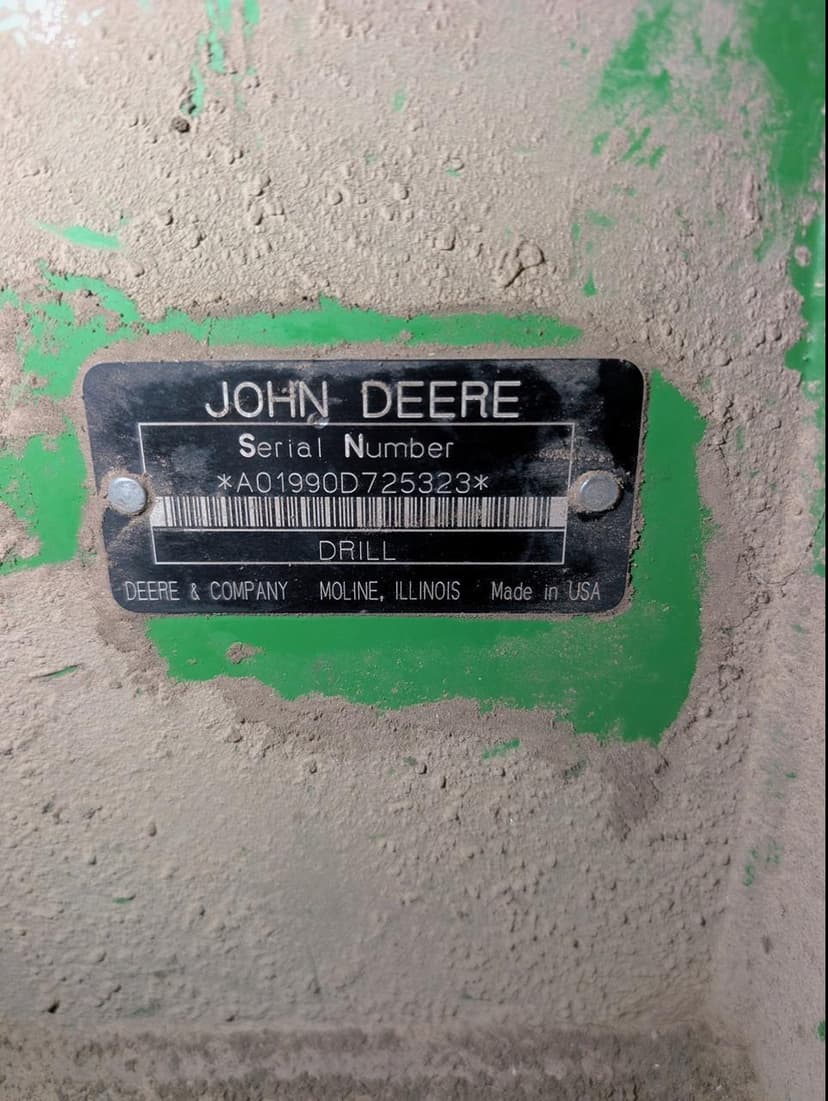 JOHN DEERE
Serial Number
*A01990D725323*
DRILL
DEERE & COMPANY MOLINE, ILLINOIS Made in USA